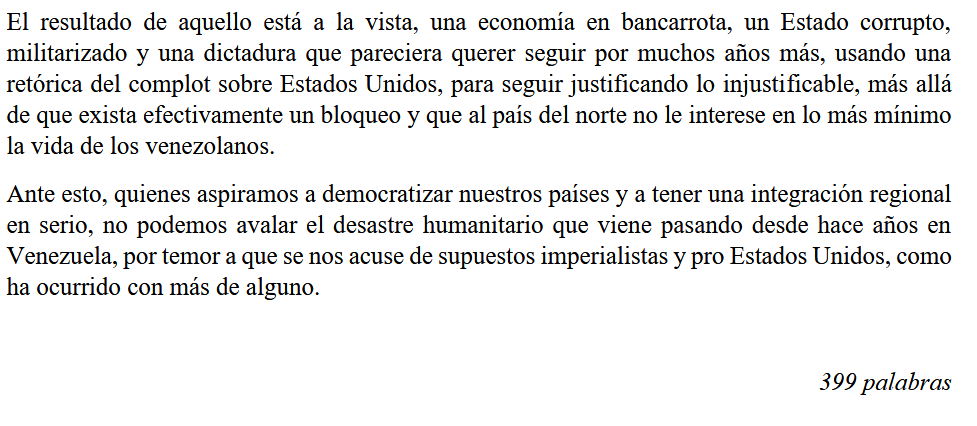 El resultado de aquello está a la vista, una economía en bancarrota, un Estado corrupto,
militarizado y una dictadura que pareciera querer seguir por muchos años más, usando una
retórica del complot sobre Estados Unidos, para seguir justificando lo injustificable, más allá
de que exista efectivamente un bloqueo y que al país del norte no le interese en lo más mínimo
la vida de los venezolanos.
Ante esto, quienes aspiramos a democratizar nuestros países y a tener una integración regional
en serio, no podemos avalar el desastre humanitario que viene pasando desde hace años en
Venezuela, por temor a que se nos acuse de supuestos imperialistas y pro Estados Unidos, como
ha ocurrido con más de alguno.
399 palabras